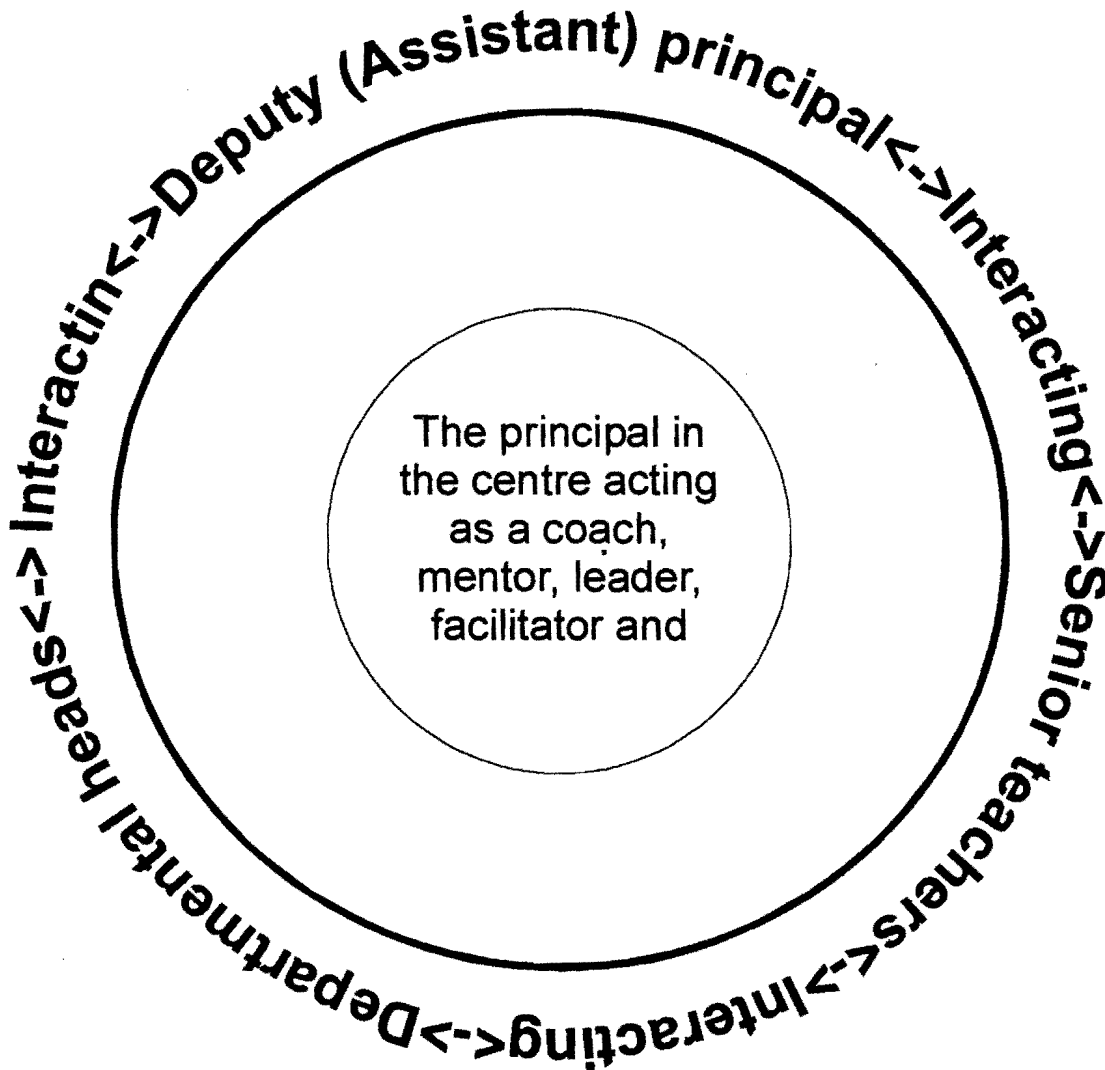 Deputy (Assistant) principal<->Interacting<->Senior teachers<->Interacting<->Departmental heads<-> Interactin<->
The principal in
the centre acting
as a coach,
mentor, leader,
facilitator and